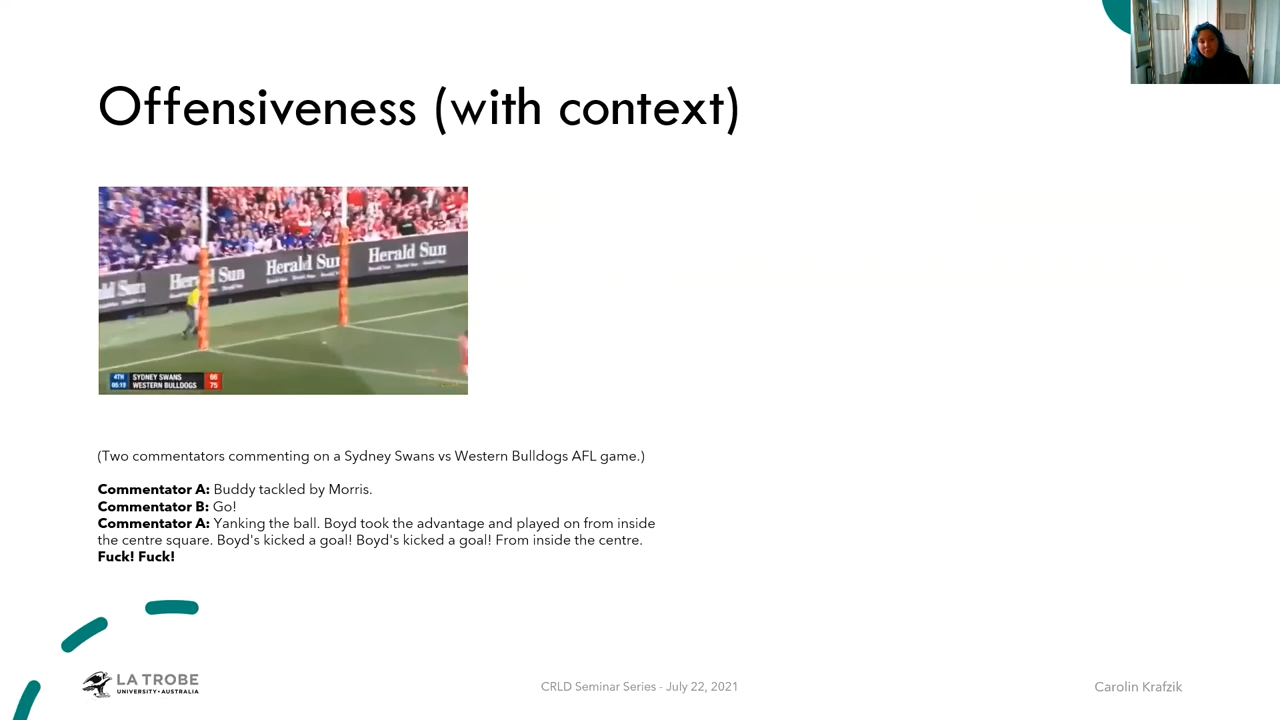 Offensiveness (with context)
Herald Sun
Herald Sun
Herald Sun
4TH SYDNEY SWANS 66
05:13 WESTERN BULLDOGS 75
(Two commentators commenting on a Sydney Swans vs Western Bulldogs AFL game.)
Commentator A: Buddy tackled by Morris.
Commentator B: Go!
Commentator A: Yanking the ball. Boyd took the advantage and played on from inside
the centre square. Boyd's kicked a goal! Boyd's kicked a goal! From inside the centre.
Fuck! Fuck!
LA TROBE
UNIVERSITY • AUSTRALIA
CRLD Seminar Series - July 22, 2021
Carolin Krafzik